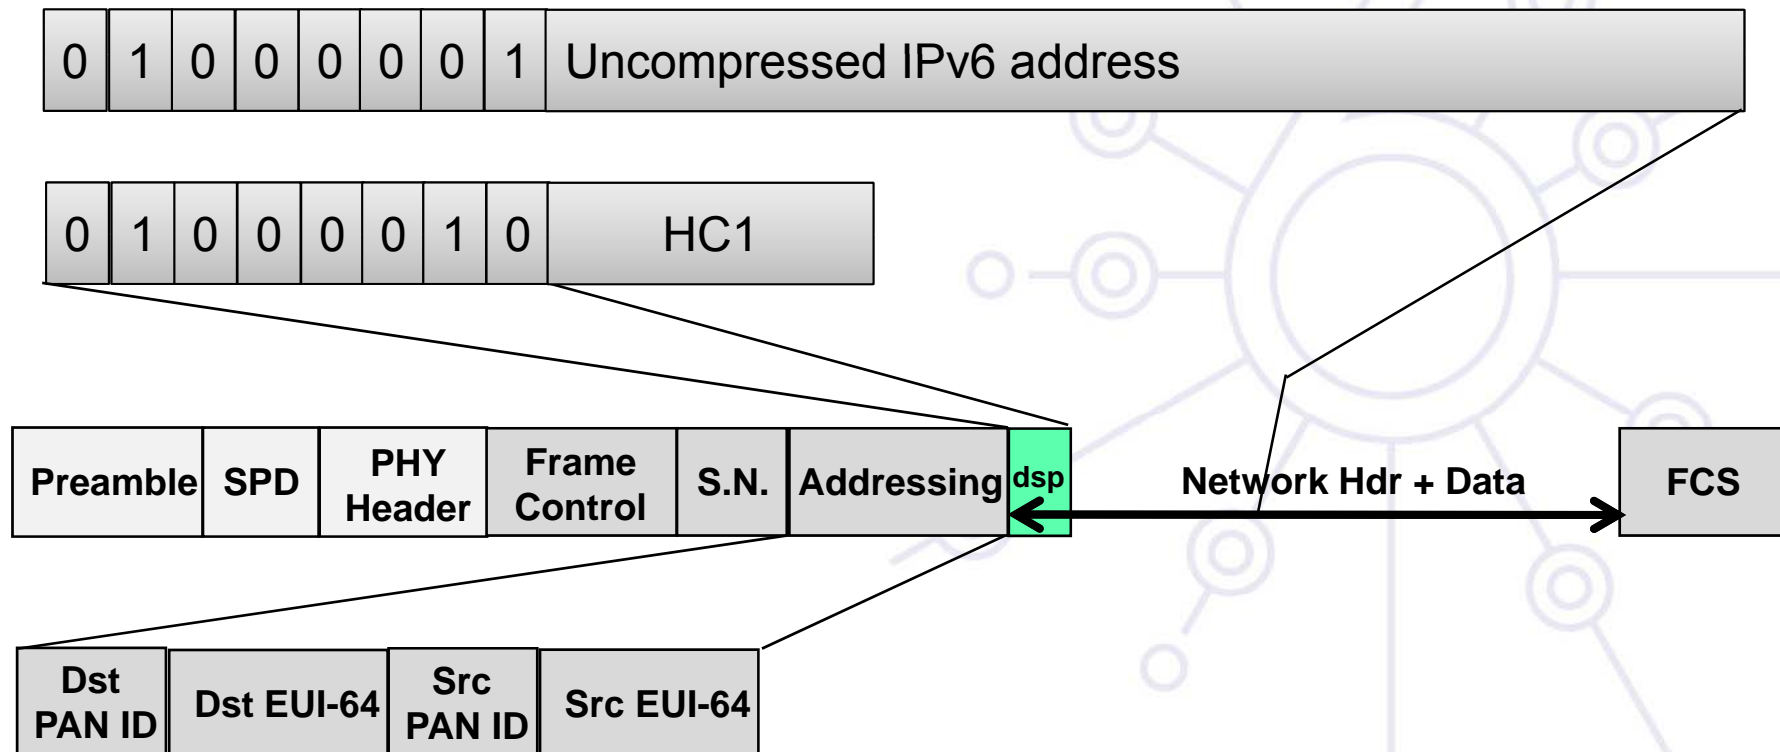 0 1 0 0 0 0 0 1 Uncompressed IPv6 address
0 1 0 0 0 0 1 0 HC1
Preamble SPD PHY Header Frame Control S.N. Addressing dsp Network Hdr + Data FCS
Dst PAN ID Dst EUI-64 Src PAN ID Src EUI-64